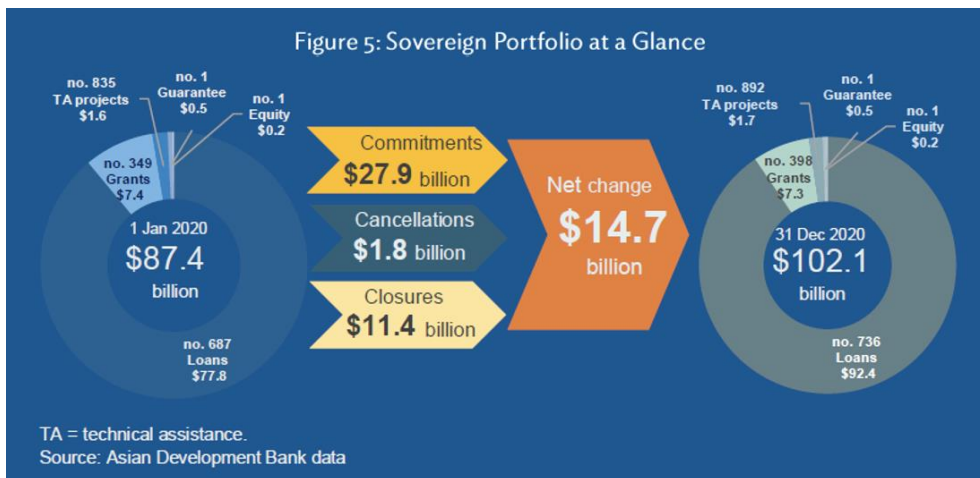 Figure 5: Sovereign Portfolio at a Glance
no. 835
TA projects
$1.6
no. 1
Guarantee
$0.5
no. 1
Equity
$0.2
no. 349
Grants
$7.4
1 Jan 2020
$87.4
billion
no. 687
Loans
$77.8
Commitments
$27.9 billion
Cancellations
$1.8 billion
Closures
$11.4 billion
Net change
$14.7
billion
no. 892
TA projects
$1.7
no. 1
Guarantee
$0.5
no. 1
Equity
$0.2
no. 398
Grants
$7.3
31 Dec 2020
$102.1
billion
no. 736
Loans
$92.4
TA = technical assistance.
Source: Asian Development Bank data